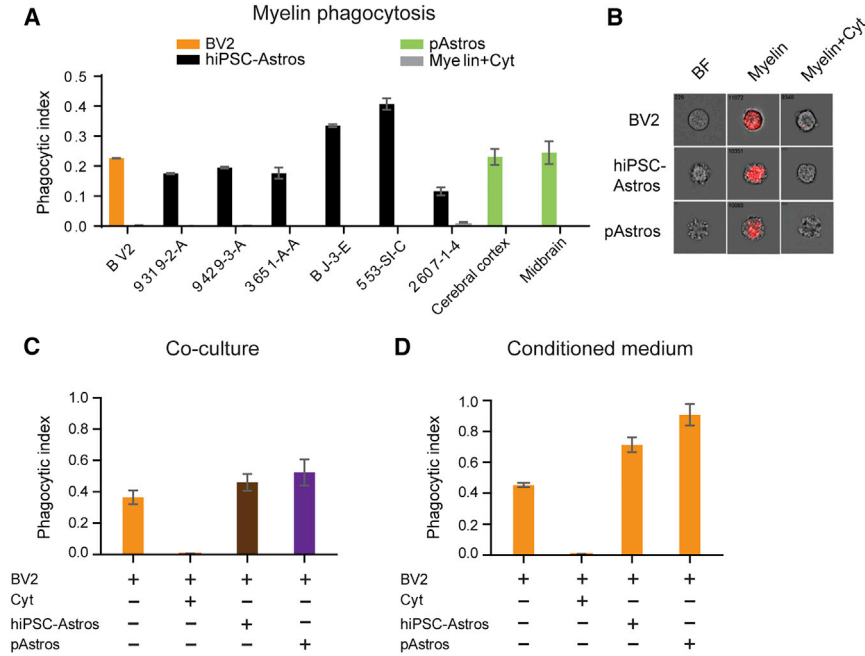 A
Myelin phagocytosis
BV2
hiPSC-Astros
pAstros
Myelin+Cyt
Phagocytic index
0.5
0.4
0.3
0.2
0.1
0.0
BV2
9319-2-A
9429-3-A
3651-A-A
BJ-3-E
553-SI-C
2607-1-4
Cerebral cortex
Midbrain
B
BF
Myelin
Myelin+Cyt
BV2
hiPSC-
Astros
pAstros
C
Co-culture
Phagocytic index
1.0
0.8
0.6
0.4
0.2
0.0
BV2 + + + +
Cyt – + – –
hiPSC-Astros – – + –
pAstros – – – +
D
Conditioned medium
Phagocytic index
1.0
0.8
0.6
0.4
0.2
0.0
BV2 + + + +
Cyt – + – –
hiPSC-Astros – – + –
pAstros – – – +